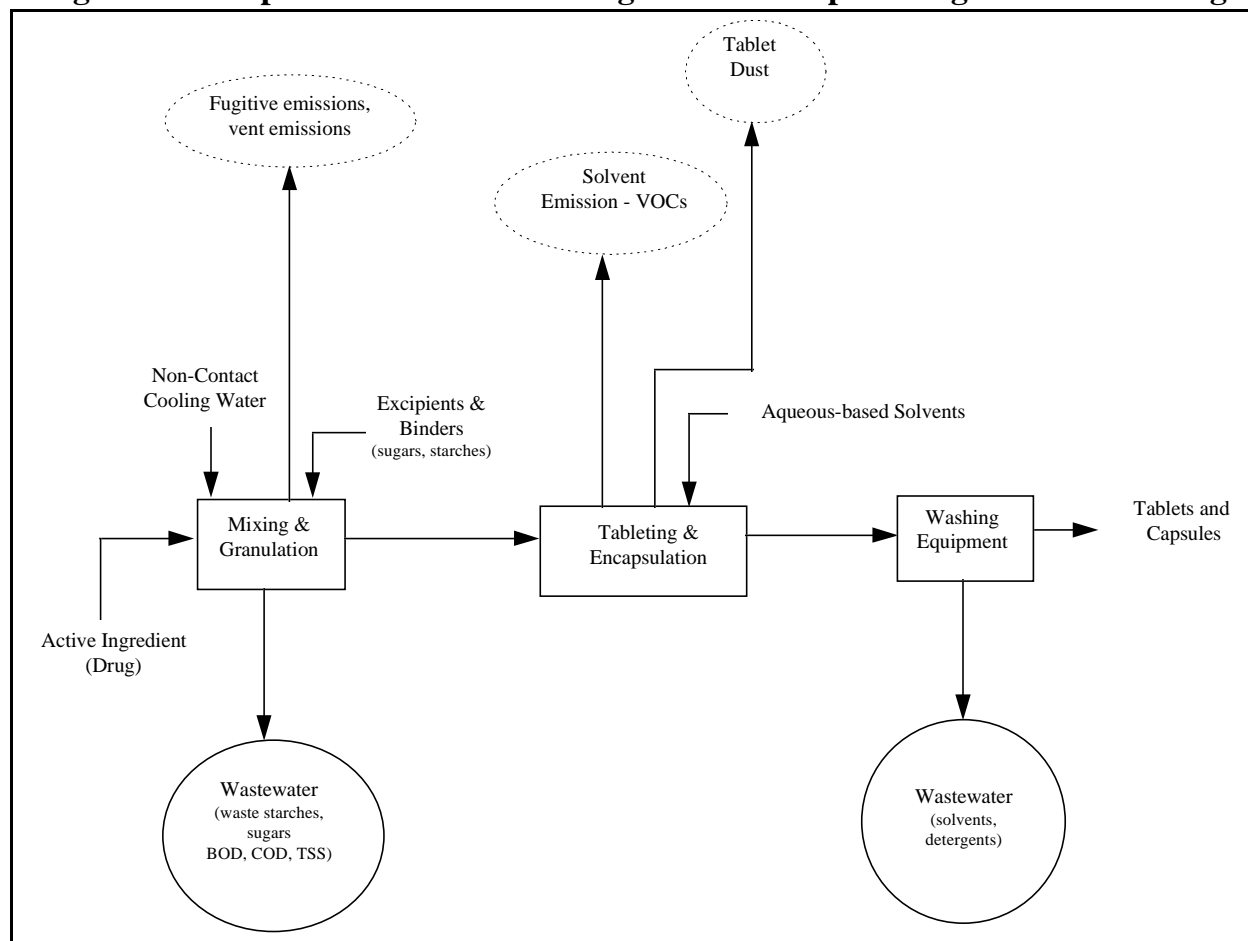 Tablet
Dust
Fugitive emissions,
vent emissions
Solvent
Emission - VOCs
Non-Contact
Cooling Water
Excipients &
Binders
(sugars, starches)
Aqueous-based Solvents
Mixing &
Granulation
Tableting &
Encapsulation
Washing
Equipment
Tablets and
Capsules
Active Ingredient
(Drug)
Wastewater
(waste starches,
sugars
BOD, COD, TSS)
Wastewater
(solvents,
detergents)